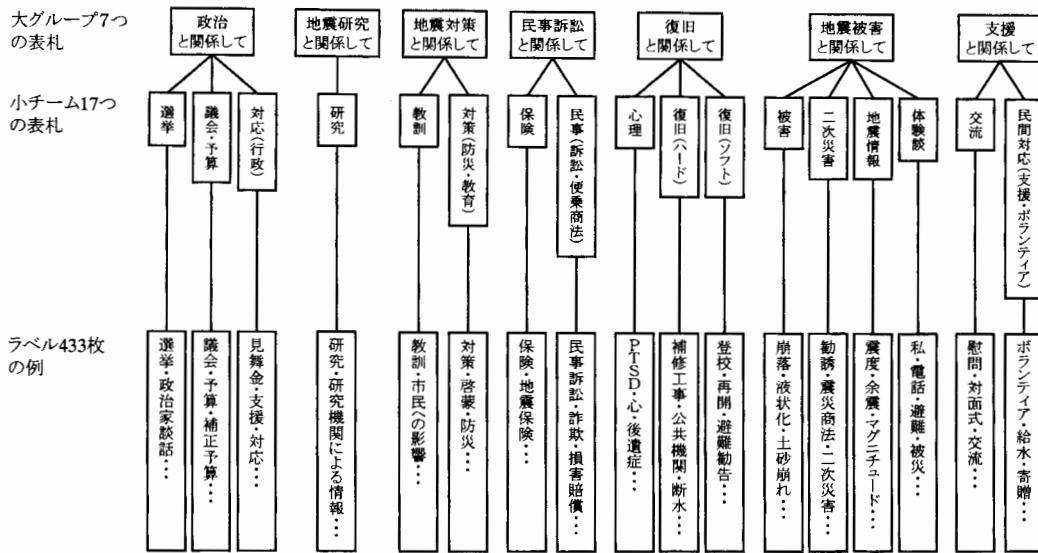 大グループ7つ
の表札
政治
と関係して
地震研究
と関係して
地震対策
と関係して
民事訴訟
と関係して
復旧
と関係して
地震被害
と関係して
支援
と関係して
小チーム17つ
の表札
選挙
議会・予算
対応(行政)
研究
教訓
対策(防災・教育)
保険
民事(訴訟・便乗商法)
心理
復旧(ハード)
復旧(ソフト)
被害
二次災害
地震情報
体験談
交流
民間対応(支援・ボランティア)
ラベル433枚
の例
選挙・政治家談話・・・
議会・予算・補正予算・・・
見舞金・支援・対応・・・
研究・研究機関による情報・・・
教訓・市民への影響・・・
対策・啓蒙・防災・・・
保険・地震保険・・・
民事訴訟・詐欺・損害賠償・・・
PTSD・心・後遺症・・・
補修工事・公共機関・断水・・・
登校・再開・避難勧告・・・
崩落・液状化・土砂崩れ・・・
勧誘・震災商法・二次災害・・・
震度・余震・マグニチュード・・・
私・電話・避難・被災・・・
慰問・対面式・交流・・・
ボランティア・給水・寄贈・・・